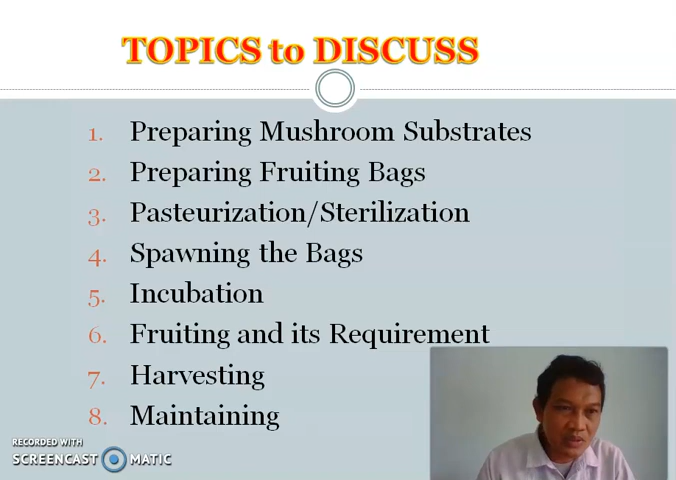 TOPICS to DISCUSS
1. Preparing Mushroom Substrates
2. Preparing Fruiting Bags
3. Pasteurization/Sterilization
4. Spawning the Bags
5. Incubation
6. Fruiting and its Requirement
7. Harvesting
8. Maintaining
RECORDED WITH
SCREENCAST MATIC